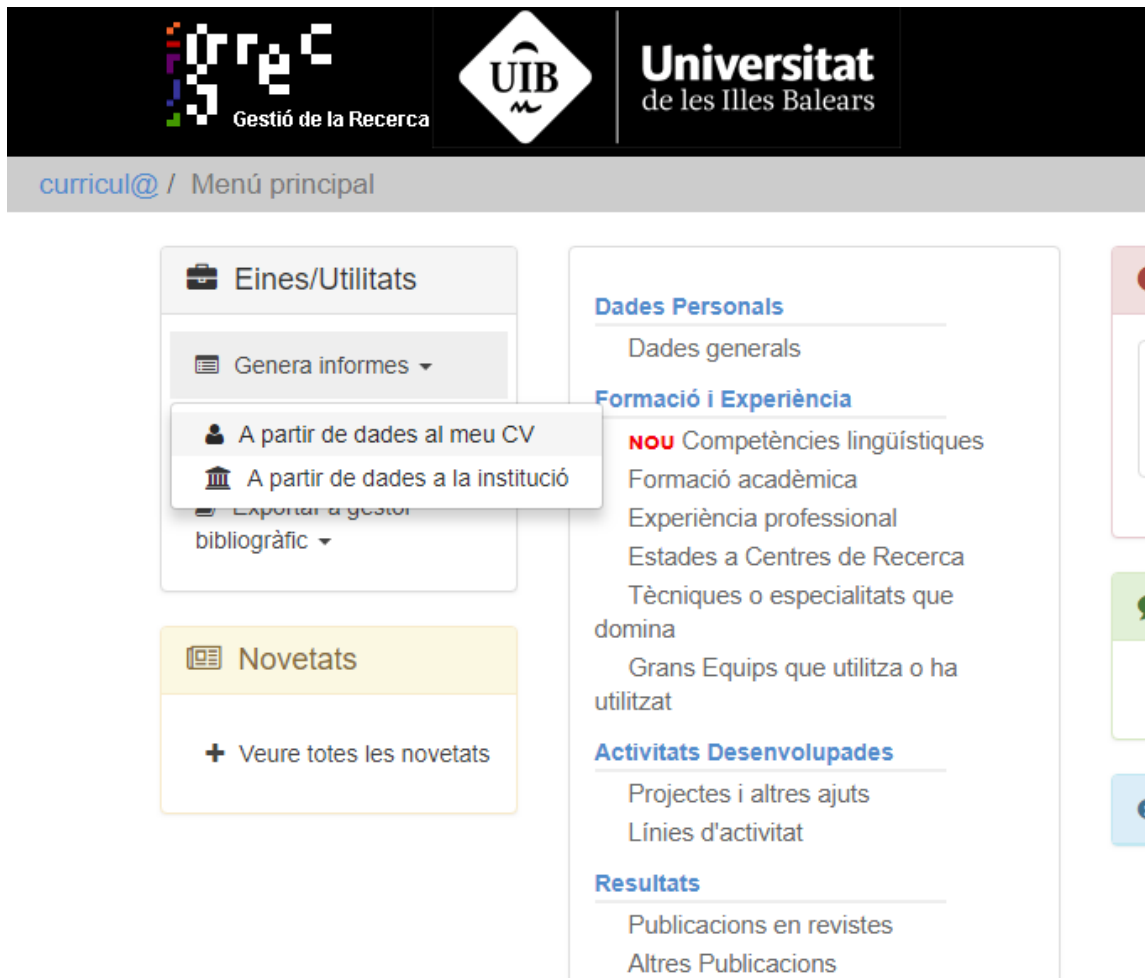 grec
Gestió de la Recerca
UIB
Universitat
de les Illes Balears
curricul@ / Menú principal
Eines/Utilitats
Genera informes
A partir de dades al meu CV
A partir de dades a la institució
Exportar a gestor
bibliogràfic
Novetats
Veure totes les novetats
Dades Personals
Dades generals
Formació i Experiència
NOU Competències lingüístiques
Formació acadèmica
Experiència professional
Estades a Centres de Recerca
Tècniques o especialitats que
domina
Grans Equips que utilitza o ha
utilitzat
Activitats Desenvolupades
Projectes i altres ajuts
Línies d'activitat
Resultats
Publicacions en revistes
Altres Publicacions